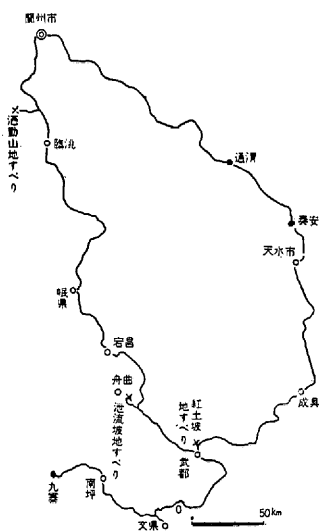 蘭州市
洒勒山地すべり
臨洮
通渭
秦安
天水市
岷県
宕昌
舟曲
泄流坡地すべり
紅土坡
地すべり
成県
武都
九寨
南坪
文県
50km